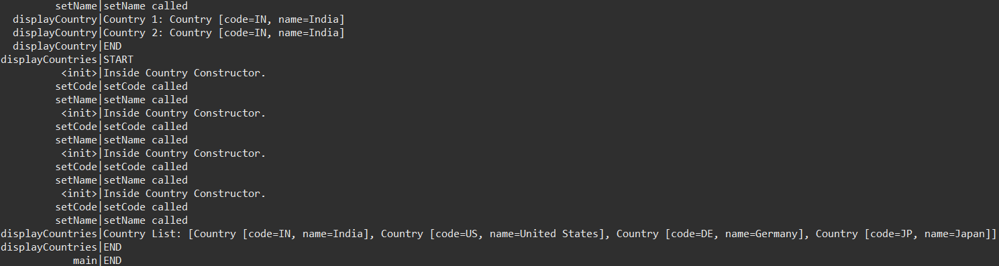 setName|setName called
displayCountry|Country 1: Country [code=IN, name=India]
displayCountry|Country 2: Country [code=IN, name=India]
displayCountry|END
displayCountries|START
<init>|Inside Country Constructor.
setCode|setCode called
setName|setName called
<init>|Inside Country Constructor.
setCode|setCode called
setName|setName called
<init>|Inside Country Constructor.
setCode|setCode called
setName|setName called
<init>|Inside Country Constructor.
setCode|setCode called
setName|setName called
displayCountries|Country List: [Country [code=IN, name=India], Country [code=US, name=United States], Country [code=DE, name=Germany], Country [code=JP, name=Japan]]
displayCountries|END
main|END